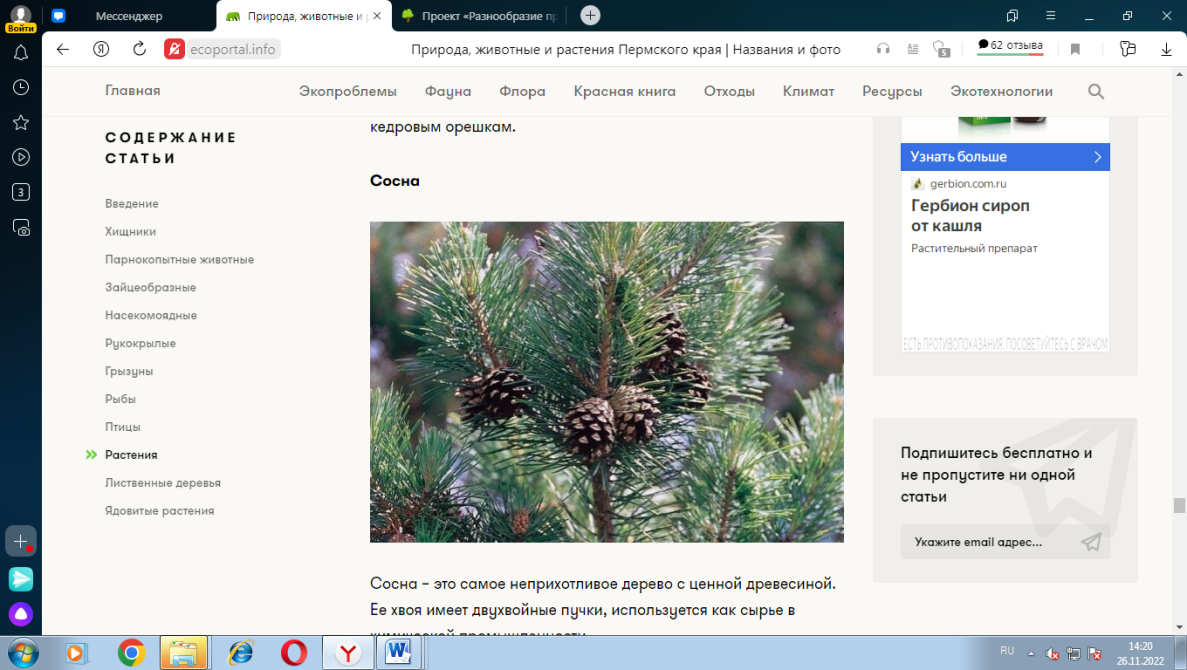 Войти
Мессенджер
Природа, животные и р
Проект «Разнообразие пр
ecoportal.info
Природа, животные и растения Пермского края | Названия и фото
5
62 отзыва
3
Главная
Экопроблемы
Фауна
Флора
Красная книга
Отходы
Климат
Ресурсы
Экотехнологии
СОДЕРЖАНИЕ
СТАТЬИ
Введение
Хищники
Парнокопытные животные
Зайцеобразные
Насекомоядные
Рукокрылые
Грызуны
Рыбы
Птицы
Растения
Лиственные деревья
Ядовитые растения
кедровым орешкам.
Сосна
Сосна – это самое неприхотливое дерево с ценной древесиной.
Ее хвоя имеет двухвойные пучки, используется как сырье в
химической промышленности
Узнать больше
gerbion.com.ru
Гербион сироп
от кашля
Растительный препарат
ЕСТЬ ПРОТИВОПОКАЗАНИЯ. ПОСОВЕТУЙТЕСЬ С ВРАЧОМ
Подпишитесь бесплатно и
не пропустите ни одной
статьи
Укажите email адрес...
RU
14:20
26.11.2022